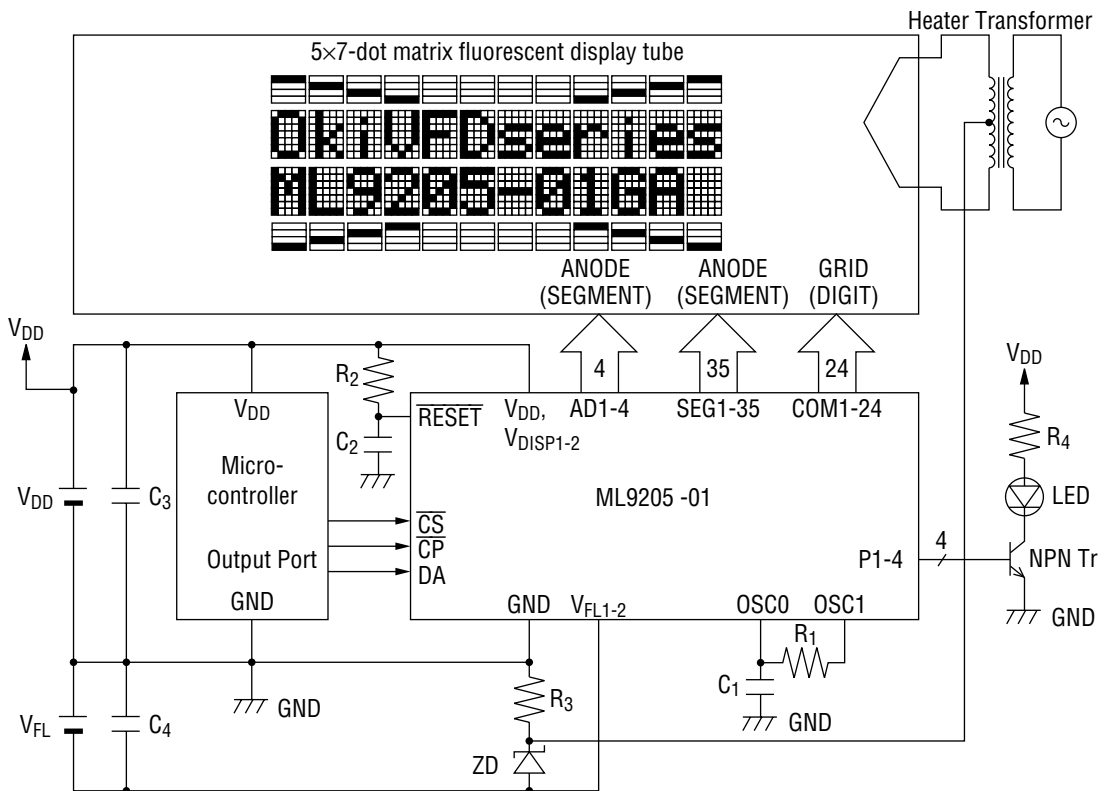 Heater Transformer
5×7-dot matrix fluorescent display tube
OkiVFDseries
ML9205-01GA
ANODE (SEGMENT)
ANODE (SEGMENT)
GRID (DIGIT)
VDD
4
35
24
VDD
R2
VDD
RESET
VDD, VDISP1-2
AD1-4
SEG1-35
COM1-24
R4
C2
Micro-controller
LED
VDD
C3
ML9205 -01
CS
CP
DA
Output Port
P1-4
4
NPN Tr
GND
GND
VFL1-2
OSC0
OSC1
GND
R1
C1
R3
GND
GND
VFL
C4
ZD